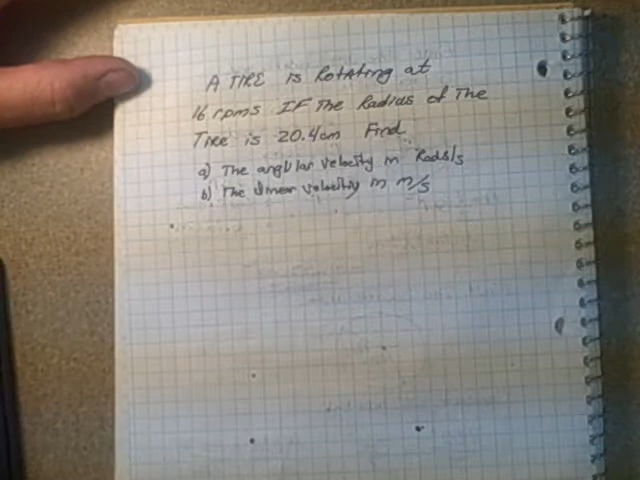 A TIRE is Rotating at
16 rpms IF The Radius of The
Tire is 20.4cm Find
a) The angular velocity in Rads/s
b) The linear velocity in m/s